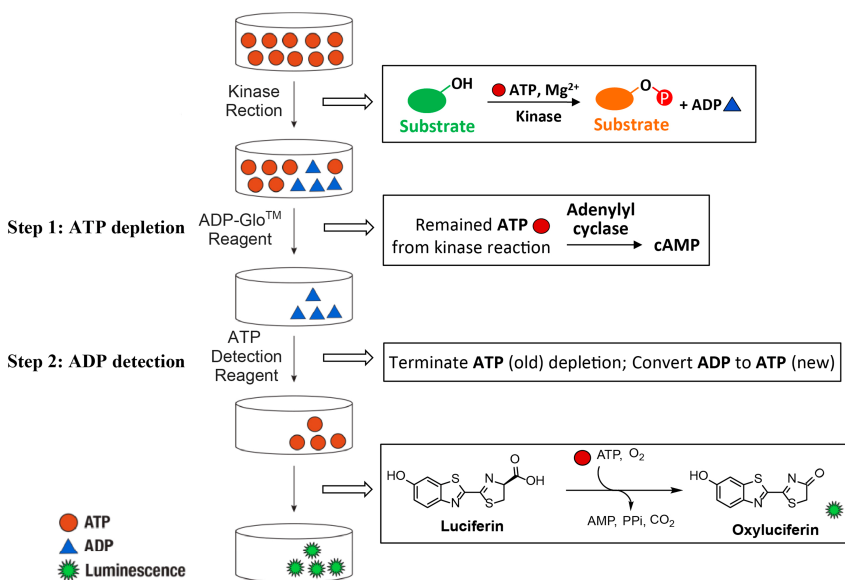 Kinase
Rection
OH
ATP, Mg2+
Kinase
Substrate
O
P
Substrate
+ ADP
Step 1: ATP depletion
ADP-Glo™
Reagent
Remained ATP
from kinase reaction
Adenylyl
cyclase
cAMP
Step 2: ADP detection
ATP
Detection
Reagent
Terminate ATP (old) depletion; Convert ADP to ATP (new)
HO
S
N
N
S
O
OH
Luciferin
ATP, O2
AMP, PPi, CO2
HO
S
N
N
S
O
Oxyluciferin
ATP
ADP
Luminescence